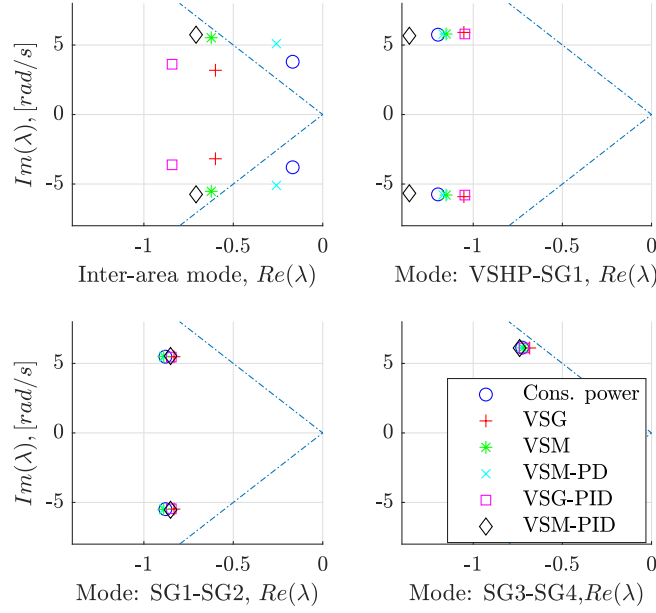 5
0
-5
Im(λ), [rad/s]
-1 -0.5 0
Inter-area mode, Re(λ)
5
0
-5
-1 -0.5 0
Mode: VSHP-SG1, Re(λ)
5
0
-5
Im(λ), [rad/s]
-1 -0.5 0
Mode: SG1-SG2, Re(λ)
5
0
-5
-1 -0.5 0
Mode: SG3-SG4,Re(λ)
Cons. power
VSG
VSM
VSM-PD
VSG-PID
VSM-PID